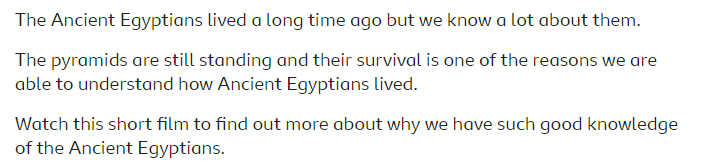 The Ancient Egyptians lived a long time ago but we know a lot about them.
The pyramids are still standing and their survival is one of the reasons we are
able to understand how Ancient Egyptians lived.
Watch this short film to find out more about why we have such good knowledge
of the Ancient Egyptians.